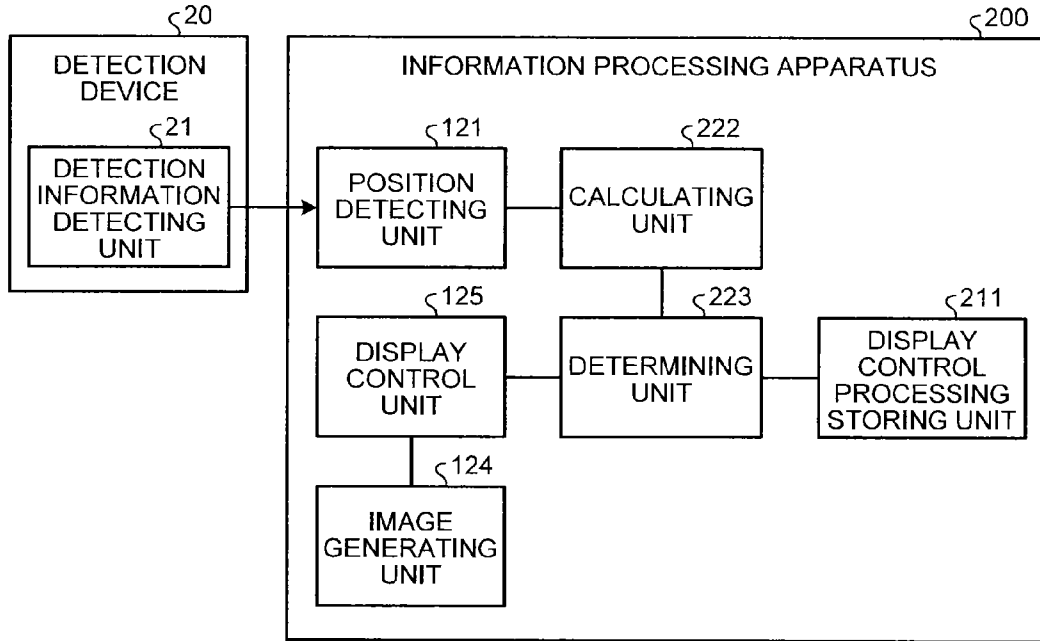 20
DETECTION
DEVICE
21
DETECTION
INFORMATION
DETECTING
UNIT
200
INFORMATION PROCESSING APPARATUS
121
POSITION
DETECTING
UNIT
222
CALCULATING
UNIT
125
DISPLAY
CONTROL
UNIT
223
DETERMINING
UNIT
211
DISPLAY
CONTROL
PROCESSING
STORING UNIT
124
IMAGE
GENERATING
UNIT